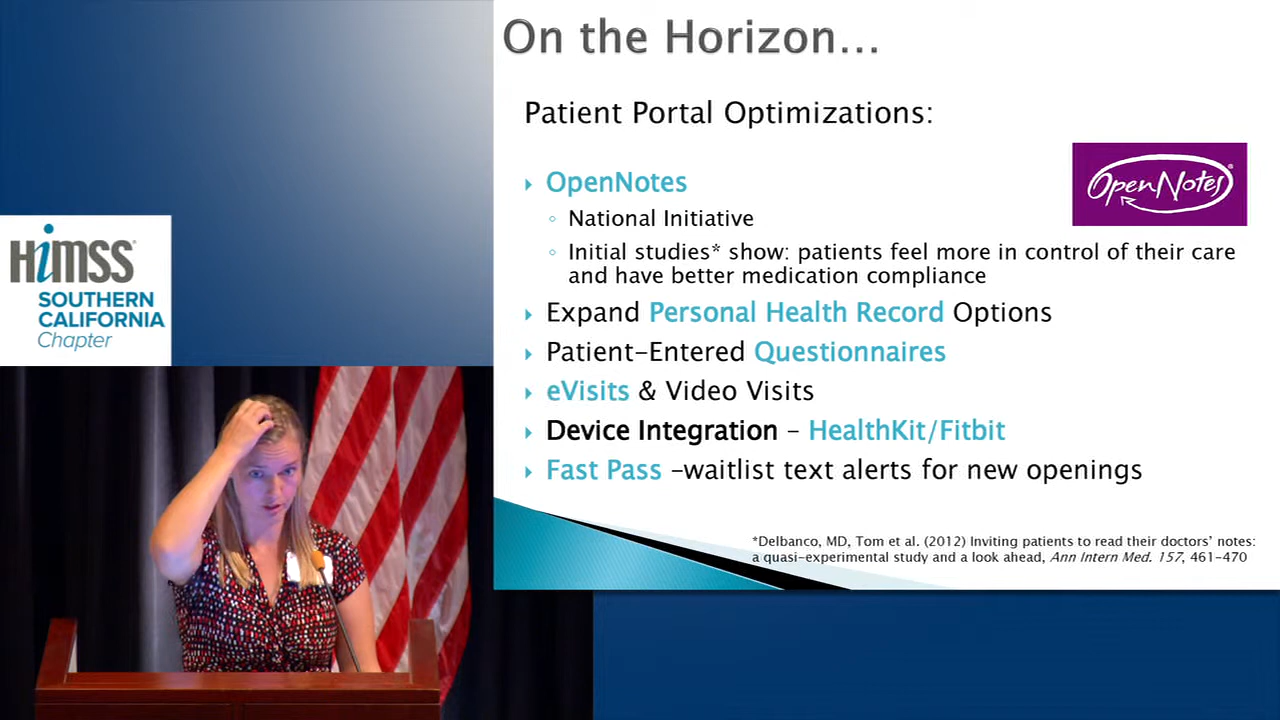 On the Horizon...
Patient Portal Optimizations:
OpenNotes
National Initiative
Initial studies* show: patients feel more in control of their care
and have better medication compliance
Expand Personal Health Record Options
Patient-Entered Questionnaires
eVisits & Video Visits
Device Integration – HealthKit/Fitbit
Fast Pass –waitlist text alerts for new openings
*Delbanco, MD, Tom et al. (2012) Inviting patients to read their doctors’ notes:
a quasi-experimental study and a look ahead, Ann Intern Med. 157, 461-470
OpenNotes®
HiMSS®
SOUTHERN
CALIFORNIA
Chapter